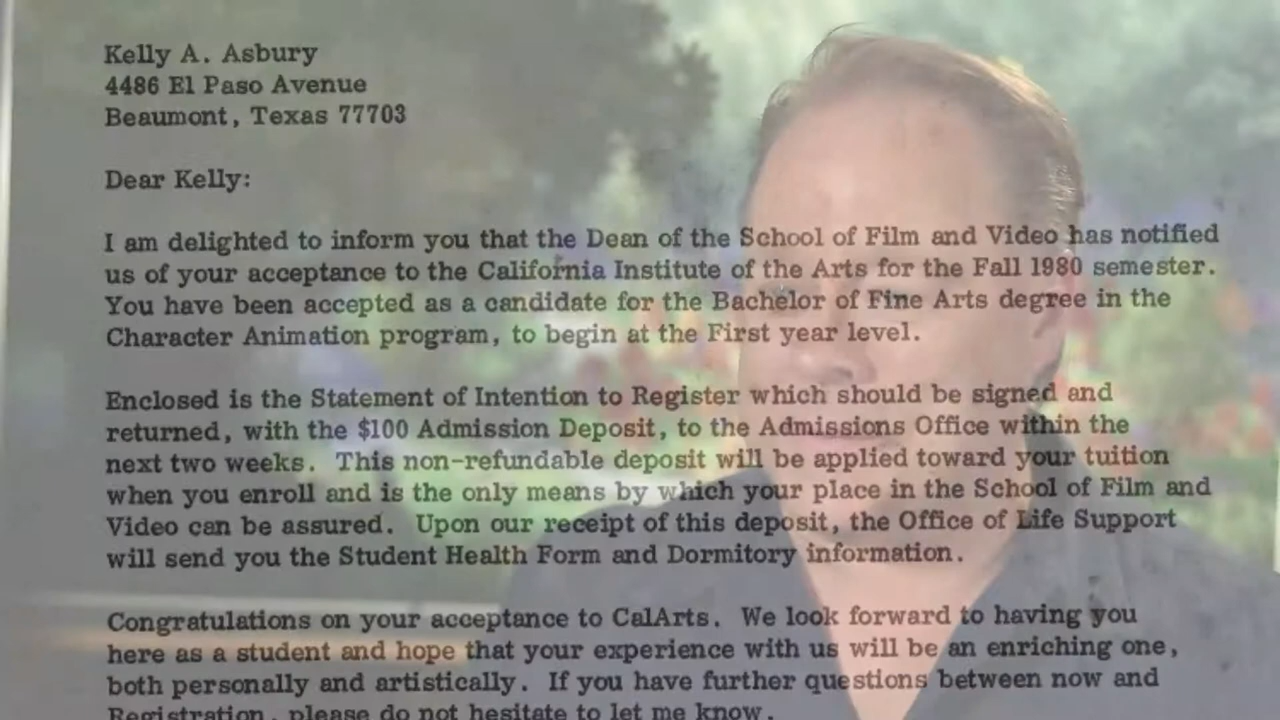 Kelly A. Asbury
4486 El Paso Avenue
Beaumont, Texas 77703
Dear Kelly:
I am delighted to inform you that the Dean of the School of Film and Video has notified
us of your acceptance to the California Institute of the Arts for the Fall 1980 semester.
You have been accepted as a candidate for the Bachelor of Fine Arts degree in the
Character Animation program, to begin at the First year level.
Enclosed is the Statement of Intention to Register which should be signed and
returned, with the $100 Admission Deposit, to the Admissions Office within the
next two weeks. This non-refundable deposit will be applied toward your tuition
when you enroll and is the only means by which your place in the School of Film and
Video can be assured. Upon our receipt of this deposit, the Office of Life Support
will send you the Student Health Form and Dormitory information.
Congratulations on your acceptance to CalArts. We look forward to having you
here as a student and hope that your experience with us will be an enriching one,
both personally and artistically. If you have further questions between now and
Registration, please do not hesitate to let me know.